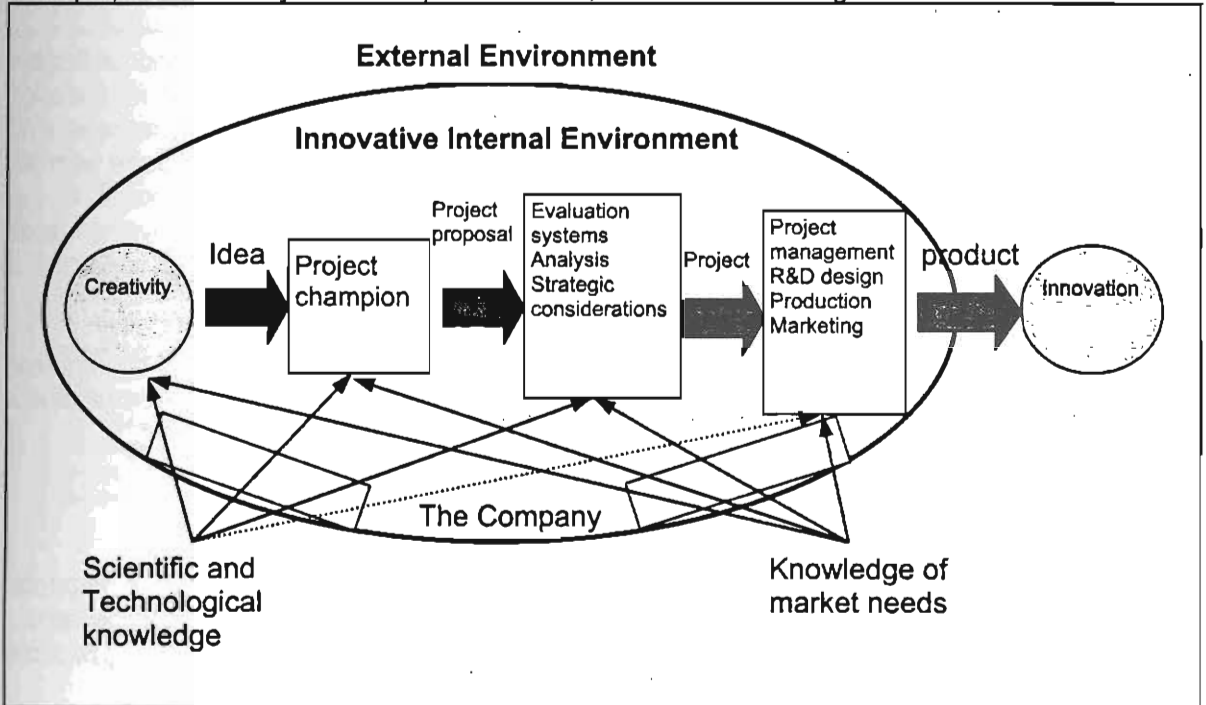 External Environment
Innovative Internal Environment
Creativity
Idea
Project
champion
Project
proposal
Evaluation
systems
Analysis
Strategic
considerations
Project
Project
management
R&D design
Production
Marketing
product
Innovation
The Company
Scientific and
Technological
knowledge
Knowledge of
market needs